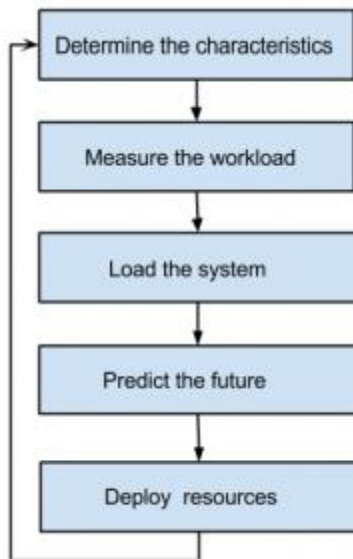 Determine the characteristics
Measure the workload
Load the system
Predict the future
Deploy resources